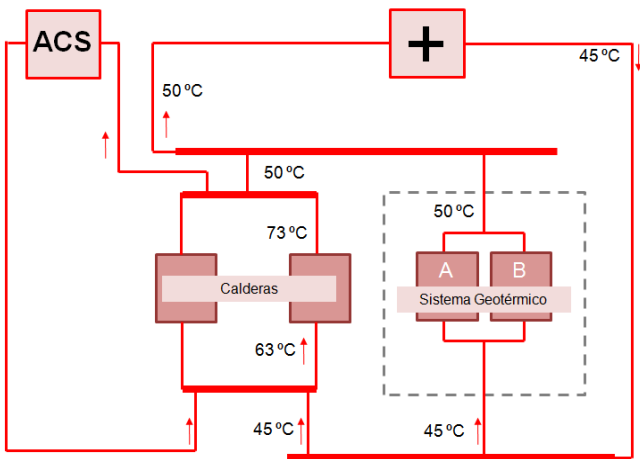 ACS
+
45 ºC
50 ºC
50 ºC
50 ºC
73 ºC
A
B
Calderas
Sistema Geotérmico
63 ºC
45 ºC
45 ºC